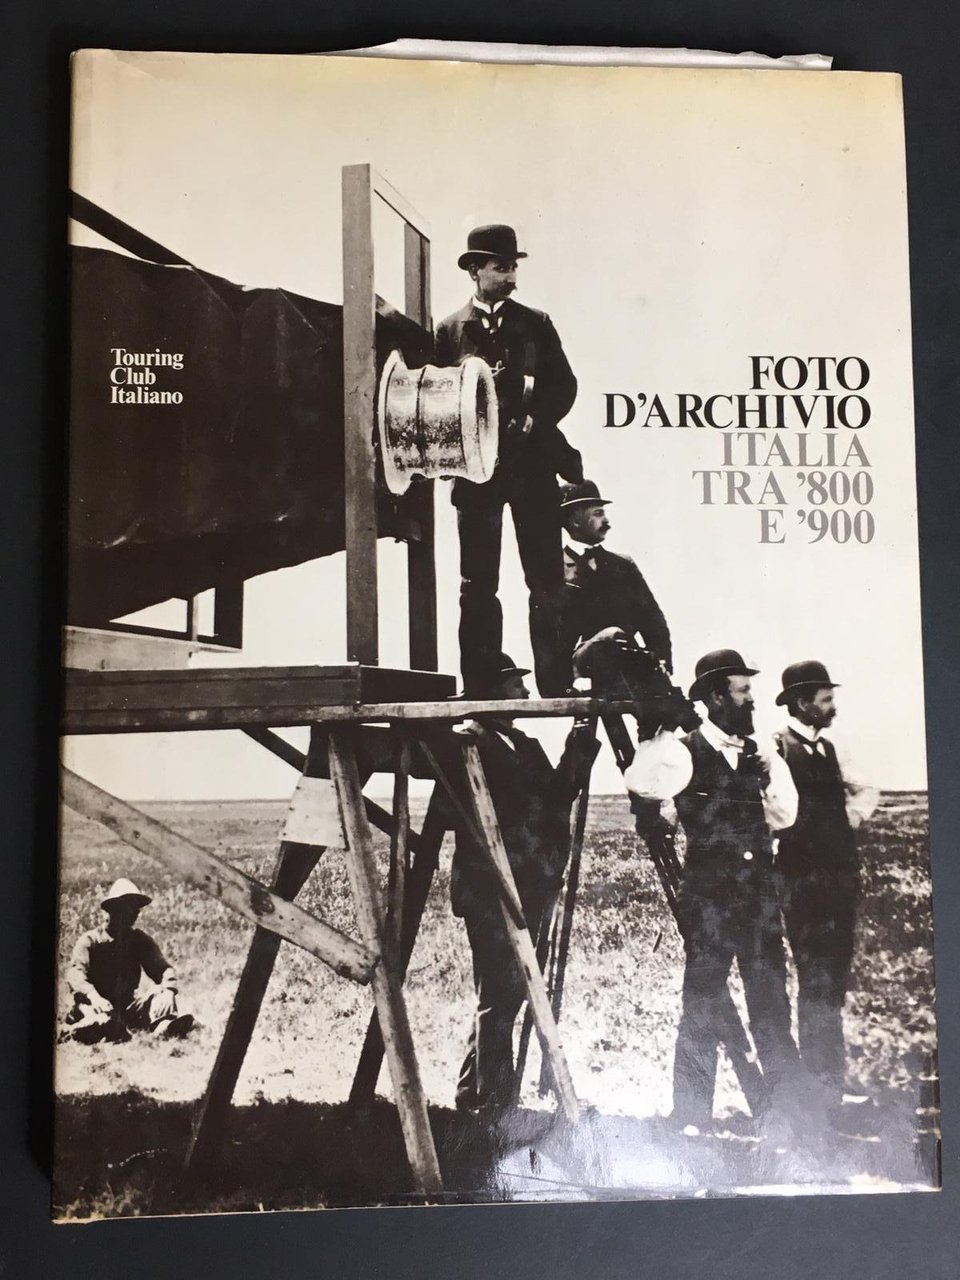 Touring
Club
Italiano
FOTO
D'ARCHIVIO
ITALIA
TRA '800
E '900